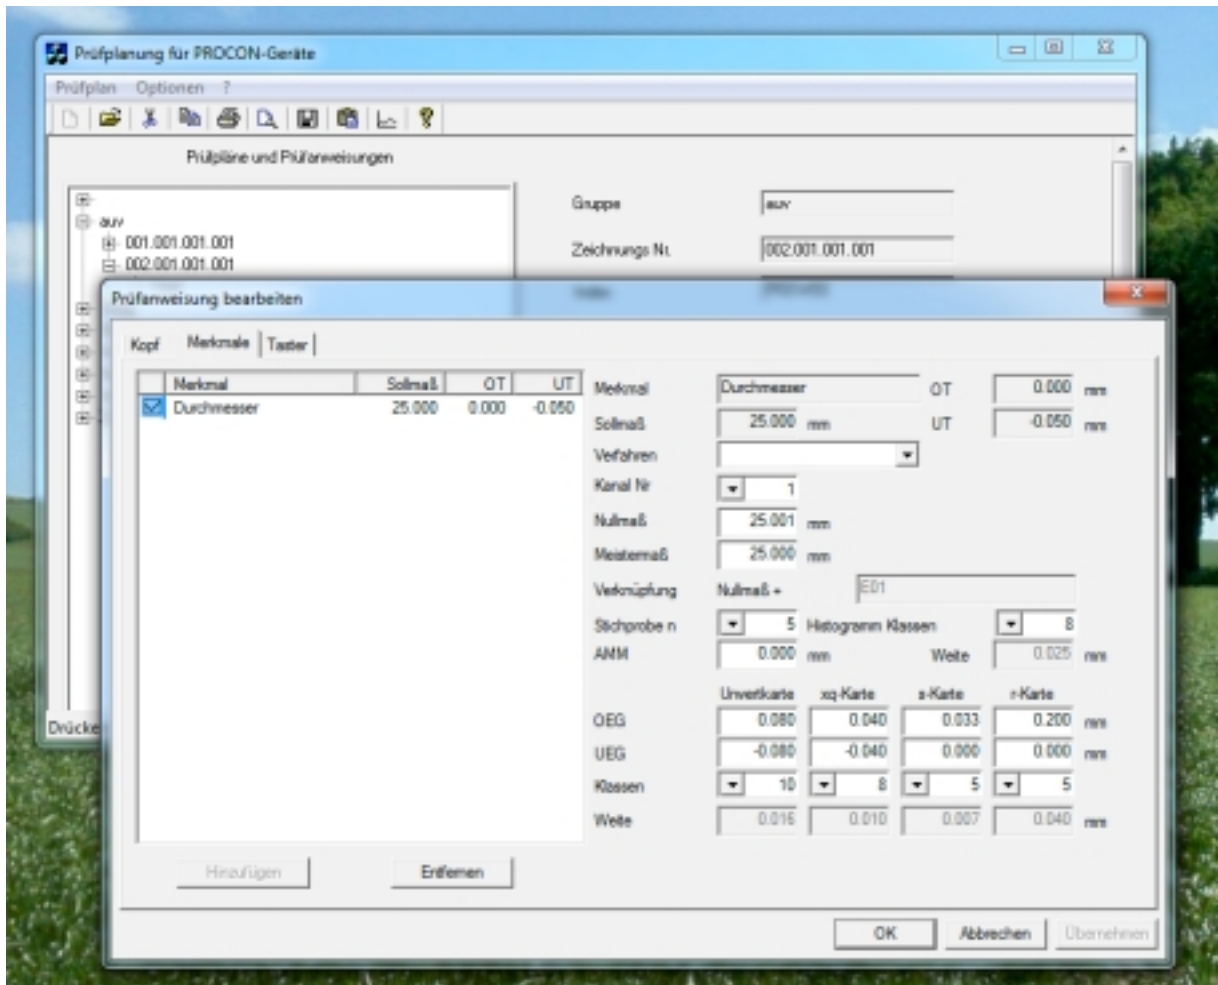 Prüfplanung für PROCON-Geräte
Prüfplan Optionen ?
Prüfpläne und Prüfanweisungen
auv
001.001.001.001
002.001.001.001
Gruppe auv
Zeichnungs Nr. 002.001.001.001
Index
Drücke
Prüfanweisung bearbeiten
Kopf Merkmale Taster
Merkmal Sollmaß OT UT
Durchmesser 25.000 0.000 -0.050
Merkmal Durchmesser OT 0.000 mm
Sollmaß 25.000 mm UT -0.050 mm
Verfahren
Kanal Nr 1
Nullmaß 25.001 mm
Meistermaß 25.000 mm
Verknüpfung Nullmaß + E01
Stichprobe n 5 Histogramm Klassen 8
AMM 0.000 mm Weite 0.025 mm
Urwertkarte xq-Karte s-Karte r-Karte
OEG 0.080 0.040 0.033 0.200 mm
UEG -0.080 -0.040 0.000 0.000 mm
Klassen 10 8 5 5
Weite 0.016 0.010 0.007 0.040 mm
Hinzufügen Entfernen
OK Abbrechen Übernehmen